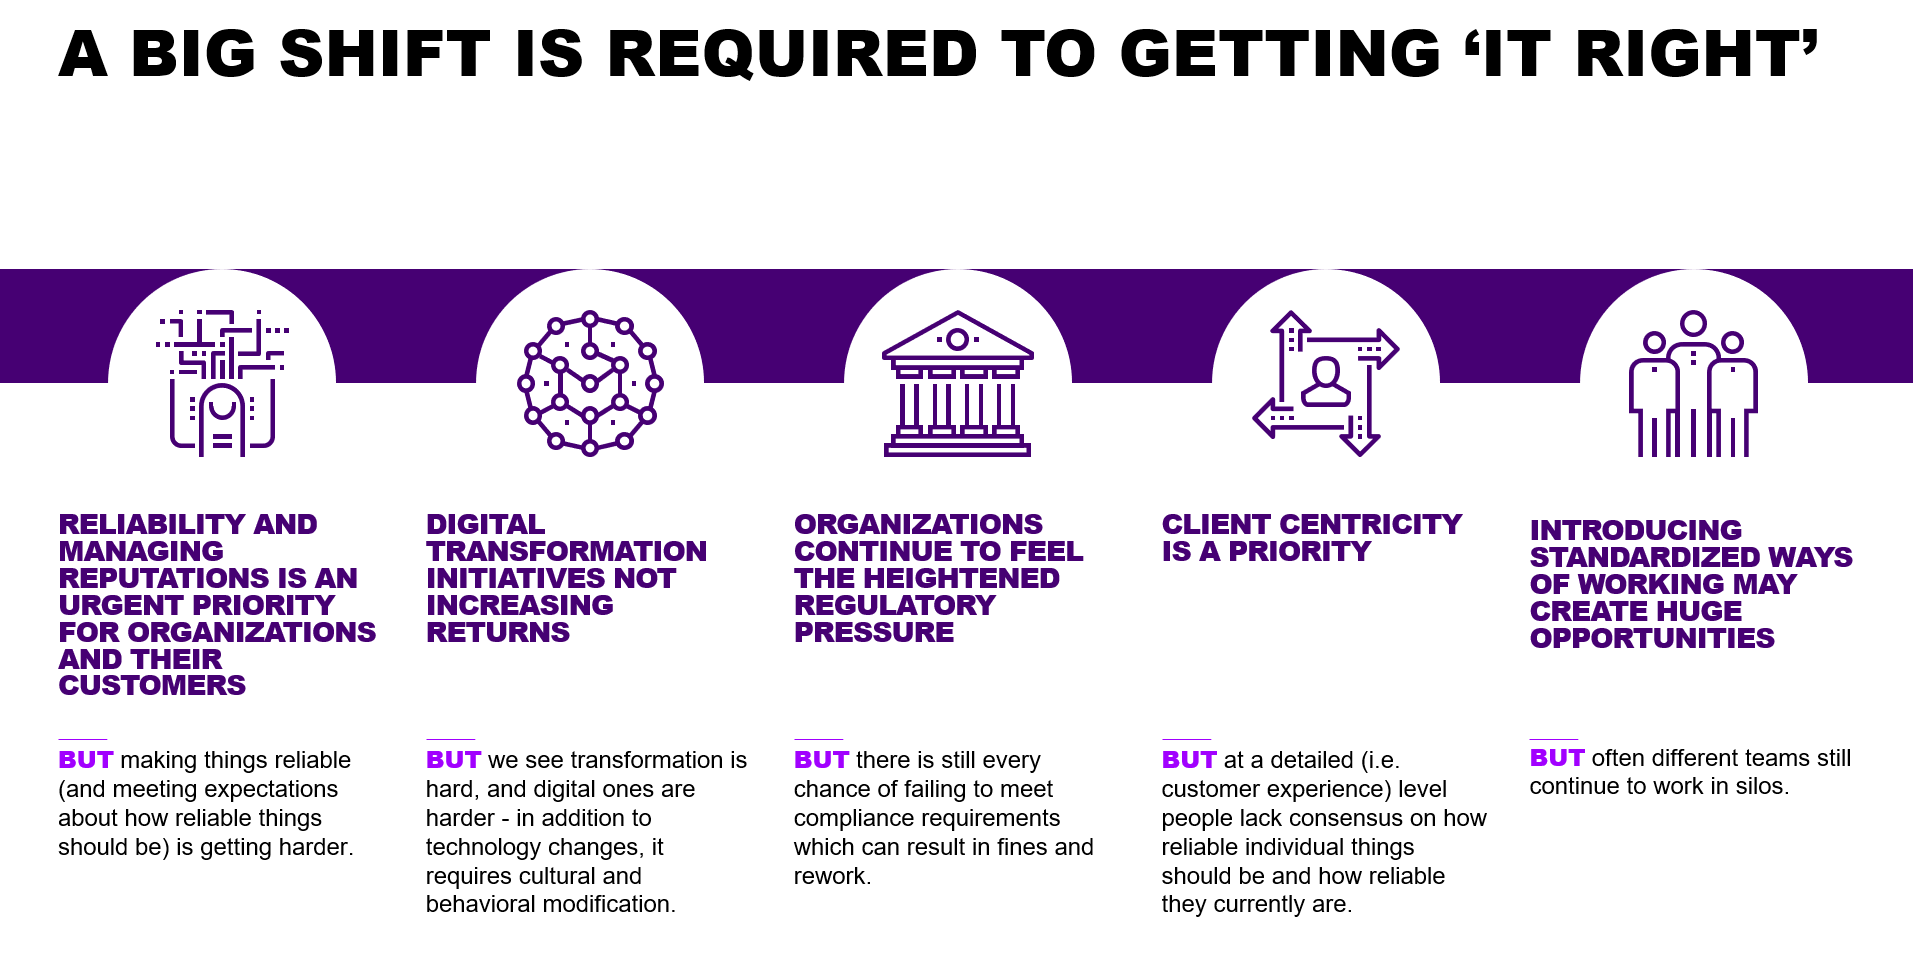 A BIG SHIFT IS REQUIRED TO GETTING ‘IT RIGHT’
RELIABILITY AND
MANAGING
REPUTATIONS IS AN
URGENT PRIORITY
FOR ORGANIZATIONS
AND THEIR
CUSTOMERS
BUT making things reliable
(and meeting expectations
about how reliable things
should be) is getting harder.
DIGITAL
TRANSFORMATION
INITIATIVES NOT
INCREASING
RETURNS
BUT we see transformation is
hard, and digital ones are
harder - in addition to
technology changes, it
requires cultural and
behavioral modification.
ORGANIZATIONS
CONTINUE TO FEEL
THE HEIGHTENED
REGULATORY
PRESSURE
BUT there is still every
chance of failing to meet
compliance requirements
which can result in fines and
rework.
CLIENT CENTRICITY
IS A PRIORITY
BUT at a detailed (i.e.
customer experience) level
people lack consensus on how
reliable individual things
should be and how reliable
they currently are.
INTRODUCING
STANDARDIZED WAYS
OF WORKING MAY
CREATE HUGE
OPPORTUNITIES
BUT often different teams still
continue to work in silos.